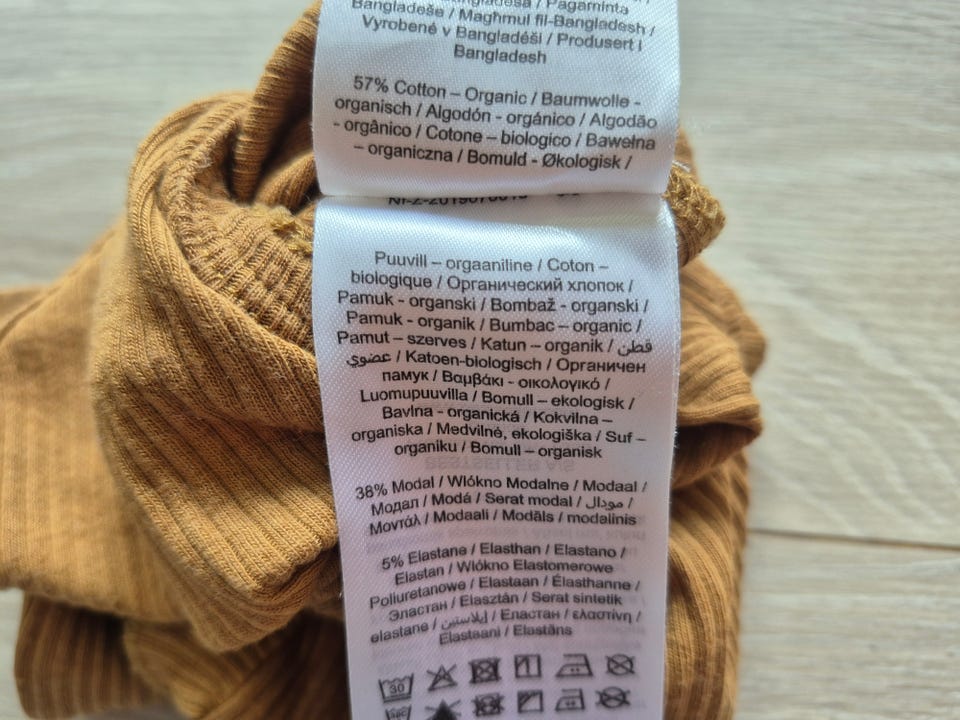 Bangladeše / Magħmul fil-Bangladesh /
Vyrobené v Bangladéši / Produsert i
Bangladesh
57% Cotton – Organic / Baumwolle -
organisch / Algodón - orgánico / Algodão
- orgânico / Cotone – biologico / Bawełna
– organiczna / Bomuld - Økologisk /
Puuvill – orgaaniline / Coton –
biologique / Органический хлопок /
Pamuk - organski / Bombaž - organski /
Pamuk - organik / Bumbac – organic /
Pamut – szerves / Katun – organik / قطن
عضوي / Katoen-biologisch / Органичен
памук / Βαμβάκι - οικολογικό /
Luomupuuvilla / Bomull – ekologisk /
Bavlna - organická / Kokvilna –
organiska / Medvilnė, ekologiška / Suf –
organiku / Bomull – organisk
38% Modal / Włókno Modalne / Modaal /
Модал / Modá / Serat modal / مودال /
Μοντάλ / Modaali / Modāls / modalinis
5% Elastane / Elasthan / Elastano /
Elastan / Włókno Elastomerowe
Poliuretanowe / Elastaan / Élasthanne /
Эластан / Elasztán / Serat sintetik
elastane / إيلاستين / Еластан / ελαστίνη /
Elastaani / Elastāns
30